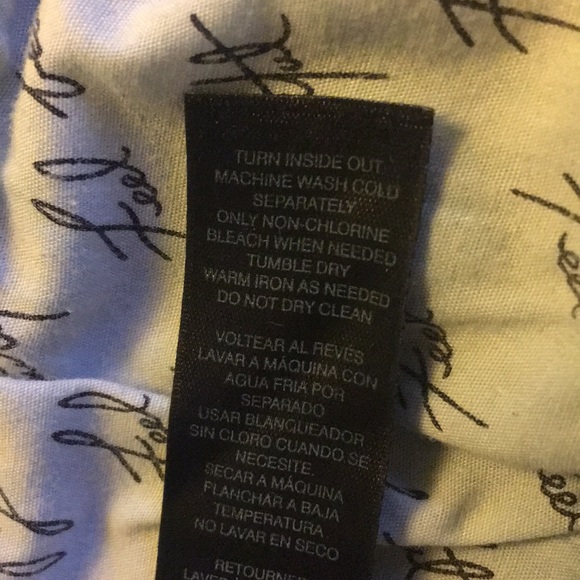 TURN INSIDE OUT
MACHINE WASH COLD
SEPARATELY
ONLY NON-CHLORINE
BLEACH WHEN NEEDED
TUMBLE DRY
WARM IRON AS NEEDED
DO NOT DRY CLEAN
VOLTEAR AL REVÉS
LAVAR A MÁQUINA CON
AGUA FRIA POR
SEPARADO
USAR BLANQUEADOR
SIN CLORO CUANDO SE
NECESITE
SECAR A MÁQUINA
FLANCHAR A BAJA
TEMPERATURA
NO LAVAR EN SECO